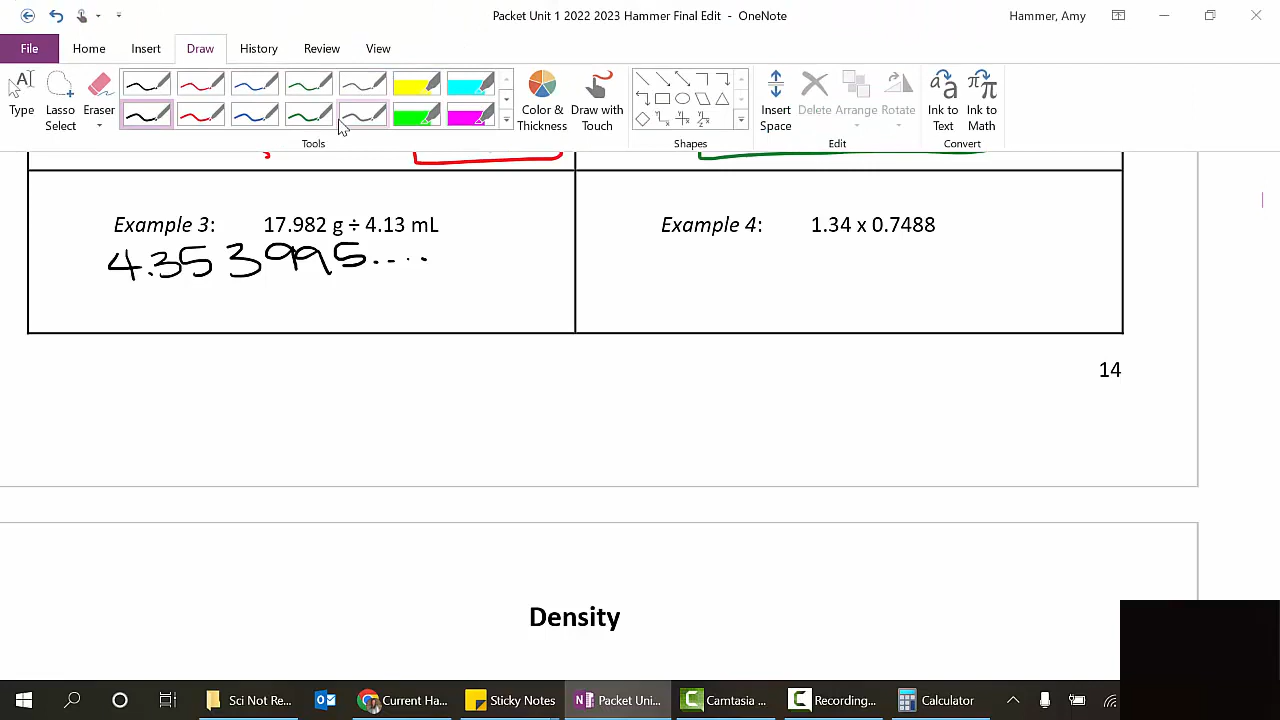 Packet Unit 1 2022 2023 Hammer Final Edit - OneNote
Hammer, Amy
File Home Insert Draw History Review View
Type
Lasso Select
Eraser
Color & Thickness
Draw with Touch
Insert Space
Delete
Arrange
Rotate
Ink to Text
Ink to Math
Tools
Shapes
Edit
Convert
Example 3: 17.982 g ÷ 4.13 mL
4.353995....
Example 4: 1.34 x 0.7488
14
Density
Sci Not Re...
Current Ha...
Sticky Notes
Packet Uni...
Camtasia ...
Recording...
Calculator